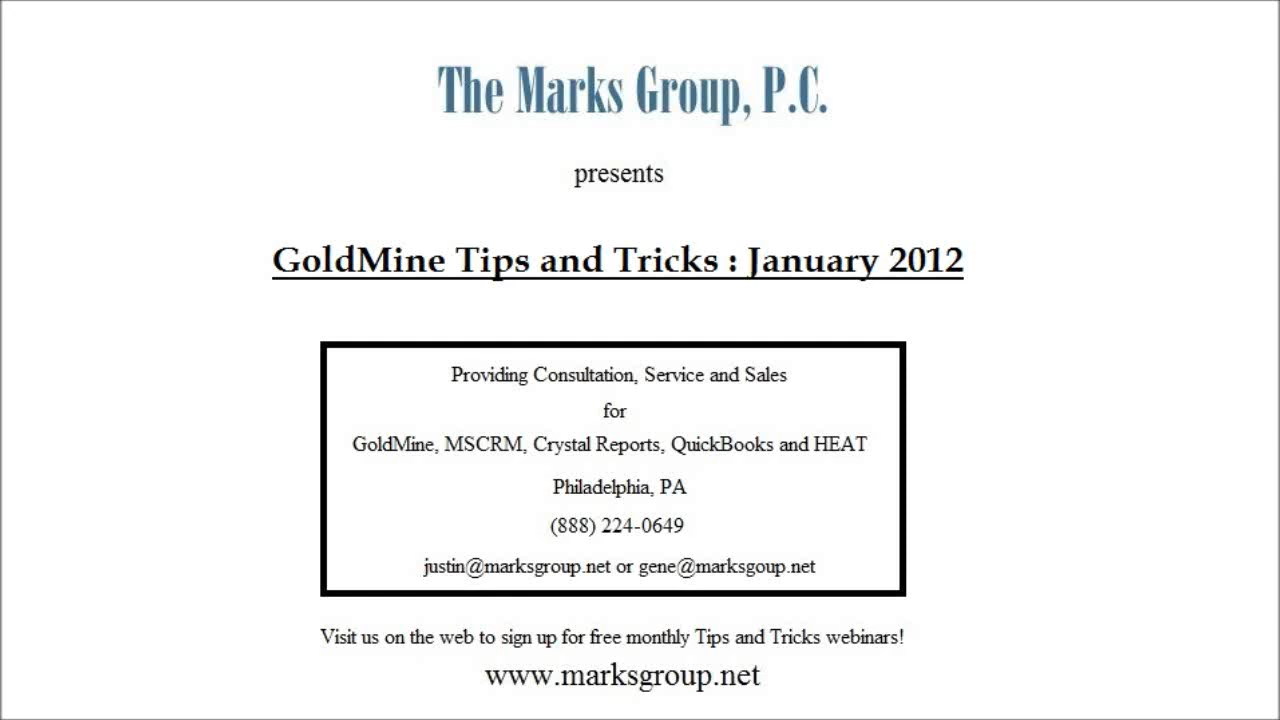 The Marks Group, P.C.
presents
GoldMine Tips and Tricks : January 2012
Providing Consultation, Service and Sales
for
GoldMine, MSCRM, Crystal Reports, QuickBooks and HEAT
Philadelphia, PA
(888) 224-0649
justin@marksgroup.net or gene@marksgoup.net
Visit us on the web to sign up for free monthly Tips and Tricks webinars!
www.marksgroup.net